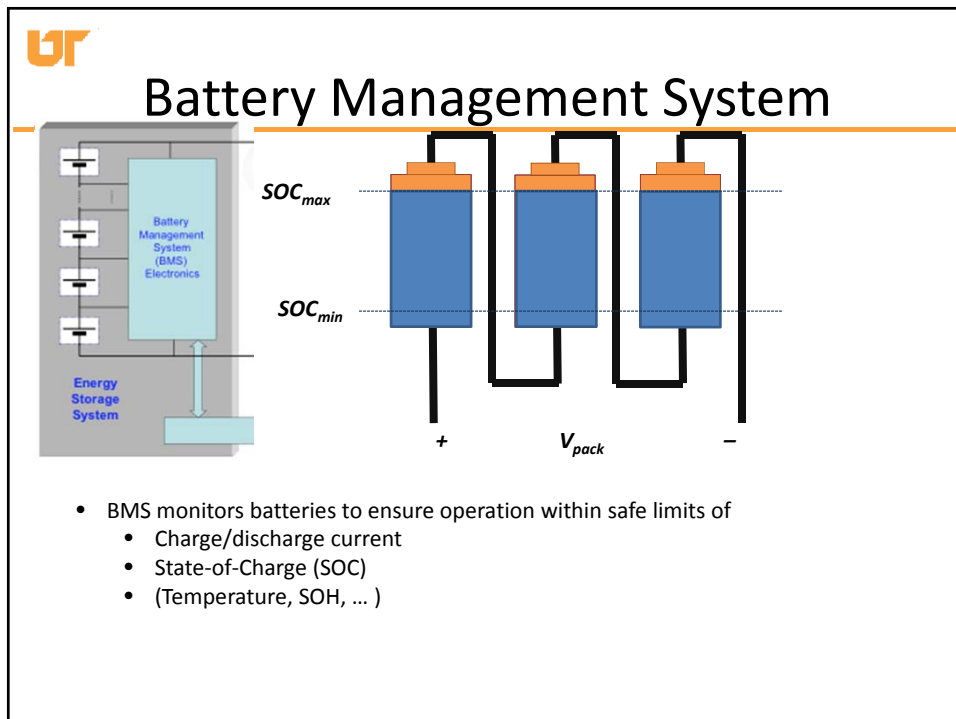 UT
Battery Management System
Battery
Management
System
(BMS)
Electronics
Energy
Storage
System
SOCmax
SOCmin
+ Vpack –
• BMS monitors batteries to ensure operation within safe limits of
• Charge/discharge current
• State-of-Charge (SOC)
• (Temperature, SOH, … )